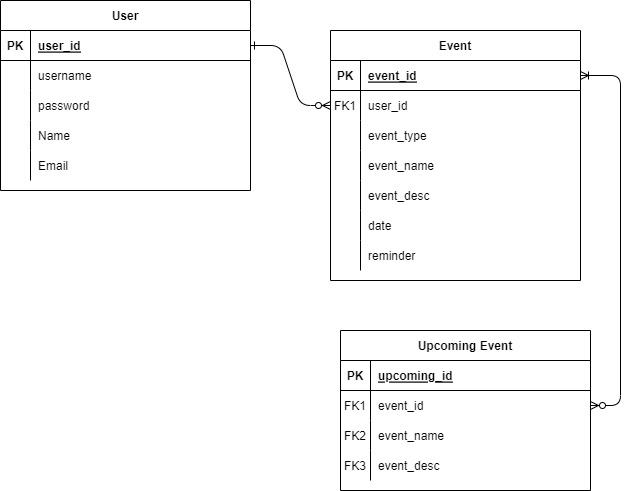 User
PK user_id
username
password
Name
Email
Event
PK event_id
FK1 user_id
event_type
event_name
event_desc
date
reminder
Upcoming Event
PK upcoming_id
FK1 event_id
FK2 event_name
FK3 event_desc